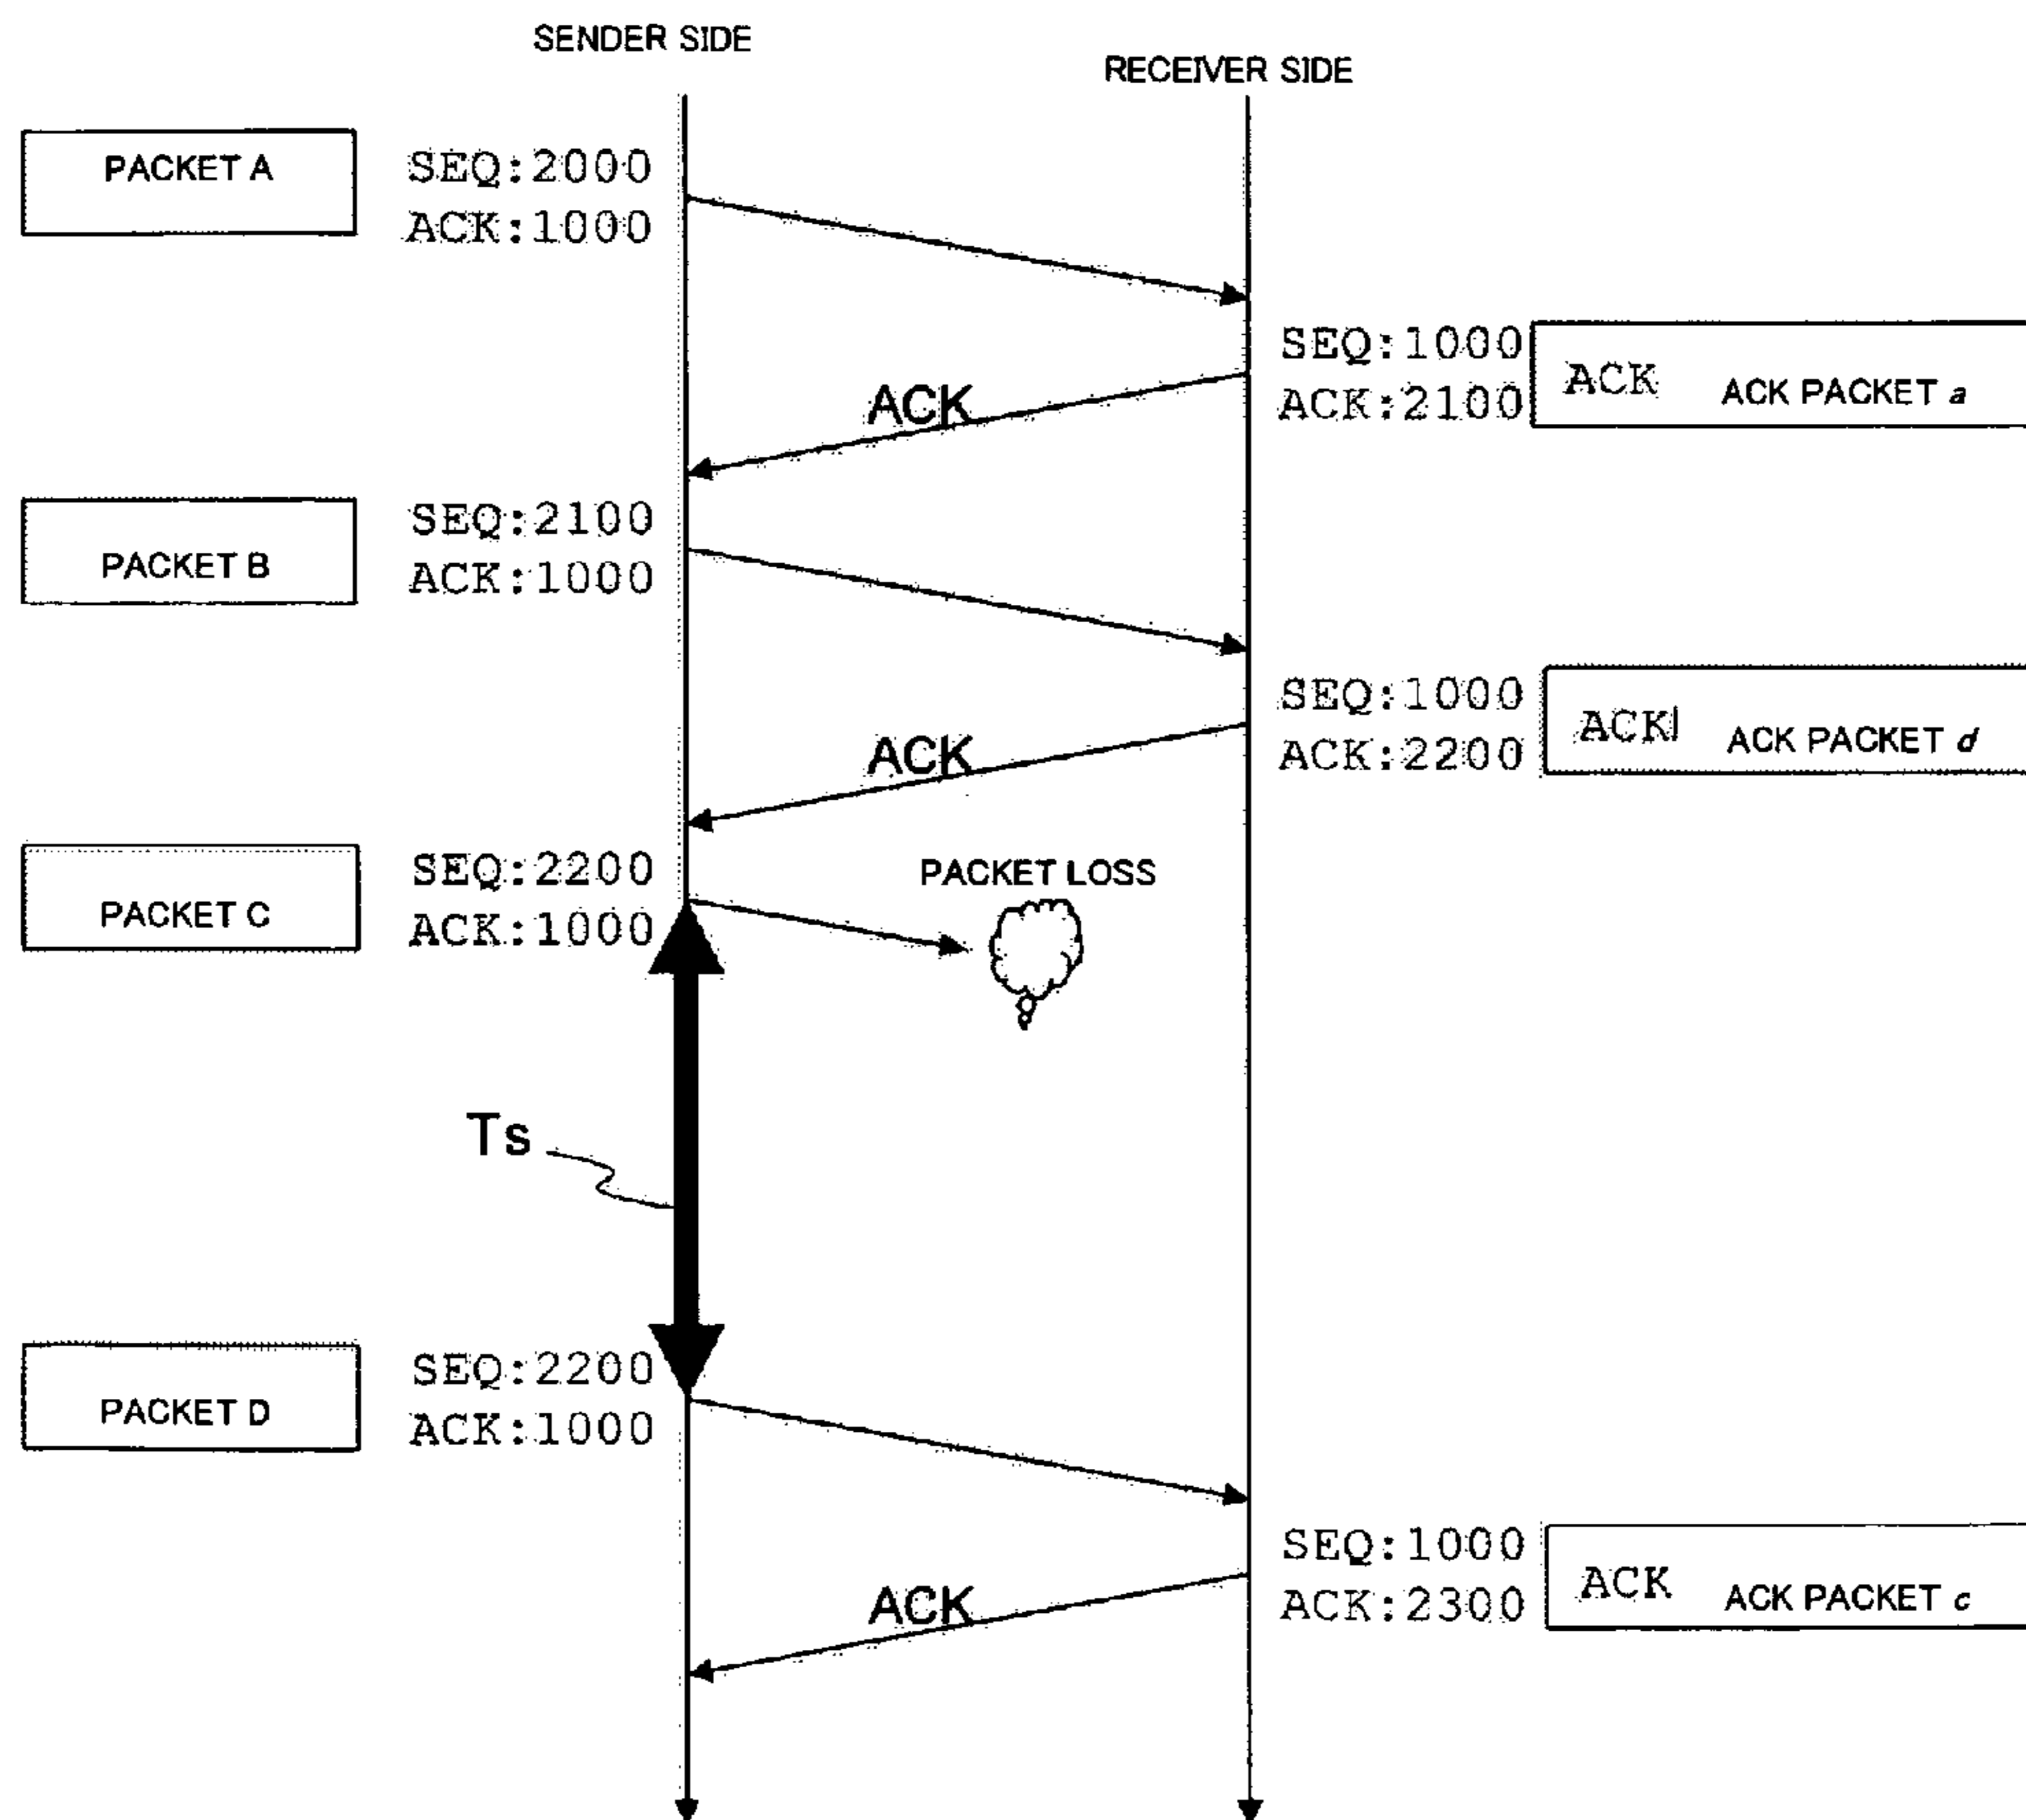 SENDER SIDE
RECEIVER SIDE
PACKET A
SEQ:2000
ACK:1000
SEQ:1000
ACK:2100
ACK ACK PACKET a
ACK
PACKET B
SEQ:2100
ACK:1000
SEQ:1000
ACK:2200
ACK ACK PACKET d
ACK
PACKET C
SEQ:2200
ACK:1000
PACKET LOSS
Ts
PACKET D
SEQ:2200
ACK:1000
SEQ:1000
ACK:2300
ACK ACK PACKET c
ACK